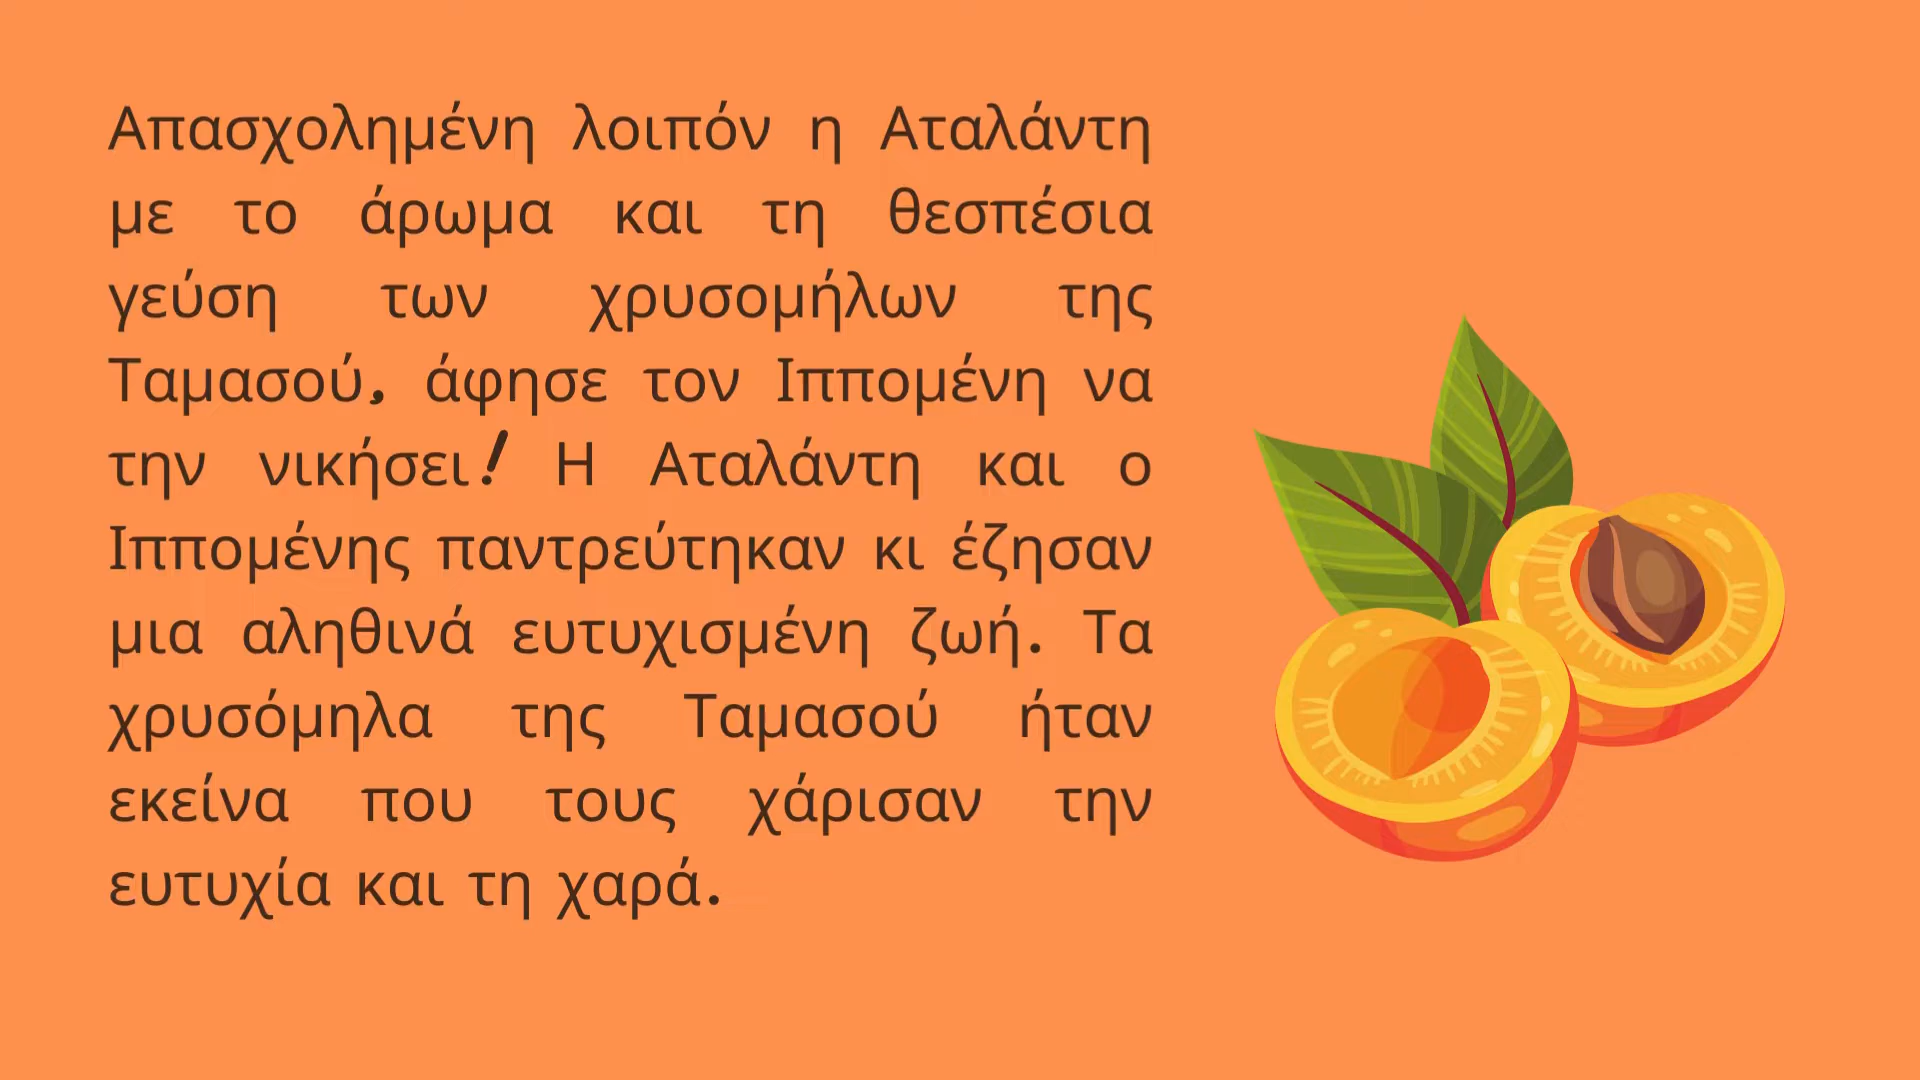 Απασχολημένη λοιπόν η Αταλάντη
με το άρωμα και τη θεσπέσια
γεύση των χρυσομήλων της
Ταμασού, άφησε τον Ιππομένη να
την νικήσει! Η Αταλάντη και ο
Ιππομένης παντρεύτηκαν κι έζησαν
μια αληθινά ευτυχισμένη ζωή. Τα
χρυσόμηλα της Ταμασού ήταν
εκείνα που τους χάρισαν την
ευτυχία και τη χαρά.